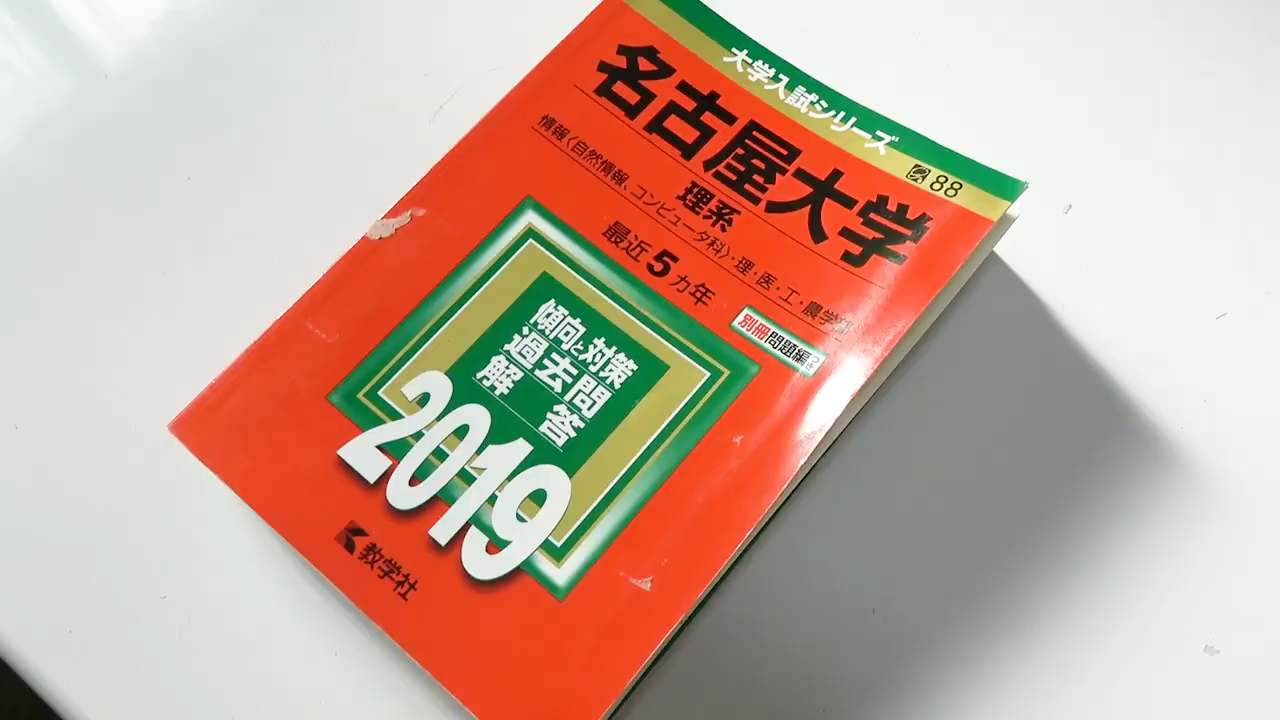 大学入試シリーズ
88
名古屋大学
理系
情報〈自然情報、コンピュータ科〉・理・医・工・農学部
最近5カ年
別冊問題編つき
傾向と対策
過去問
解答
2019
教学社